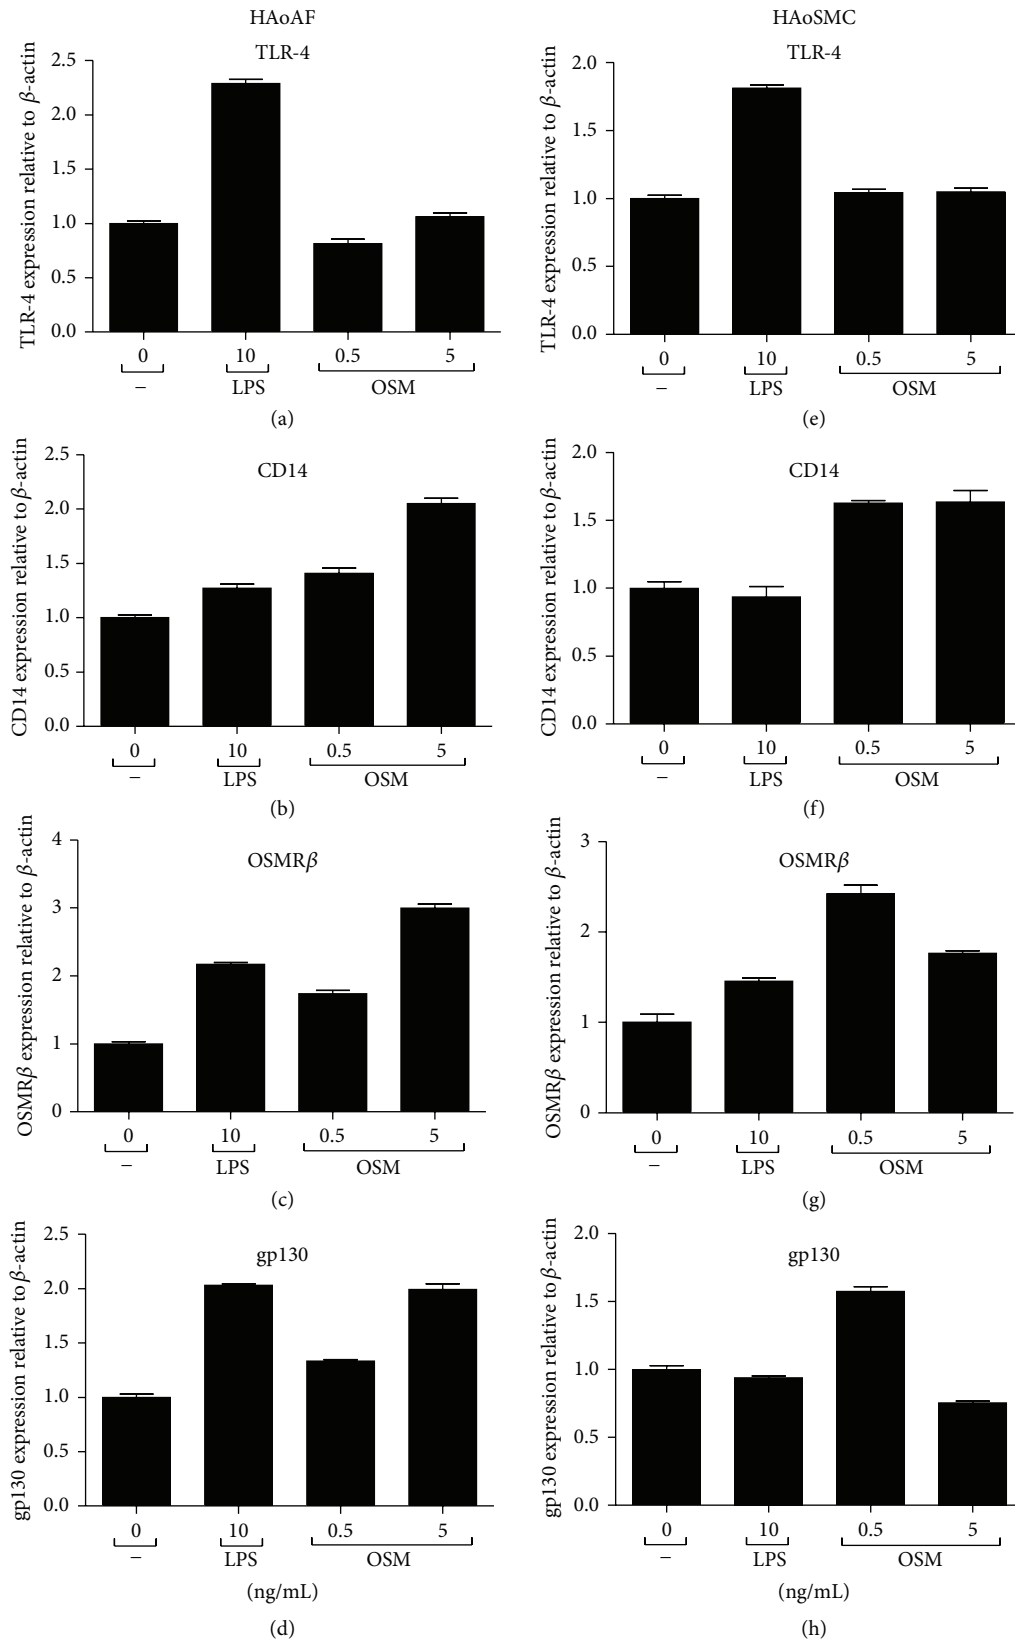 HAoAF
TLR-4
TLR-4 expression relative to β-actin
2.5
2.0
1.5
1.0
0.5
0.0
0 10 0.5 5
– LPS OSM
(a)
CD14
CD14 expression relative to β-actin
2.5
2.0
1.5
1.0
0.5
0.0
0 10 0.5 5
– LPS OSM
(b)
OSMRβ
OSMRβ expression relative to β-actin
4
3
2
1
0
0 10 0.5 5
– LPS OSM
(c)
gp130
gp130 expression relative to β-actin
2.5
2.0
1.5
1.0
0.5
0.0
0 10 0.5 5
– LPS OSM
(ng/mL)
(d)
HAoSMC
TLR-4
TLR-4 expression relative to β-actin
2.0
1.5
1.0
0.5
0.0
0 10 0.5 5
– LPS OSM
(e)
CD14
CD14 expression relative to β-actin
2.0
1.5
1.0
0.5
0.0
0 10 0.5 5
– LPS OSM
(f)
OSMRβ
OSMRβ expression relative to β-actin
3
2
1
0
0 10 0.5 5
– LPS OSM
(g)
gp130
gp130 expression relative to β-actin
2.0
1.5
1.0
0.5
0.0
0 10 0.5 5
– LPS OSM
(ng/mL)
(h)